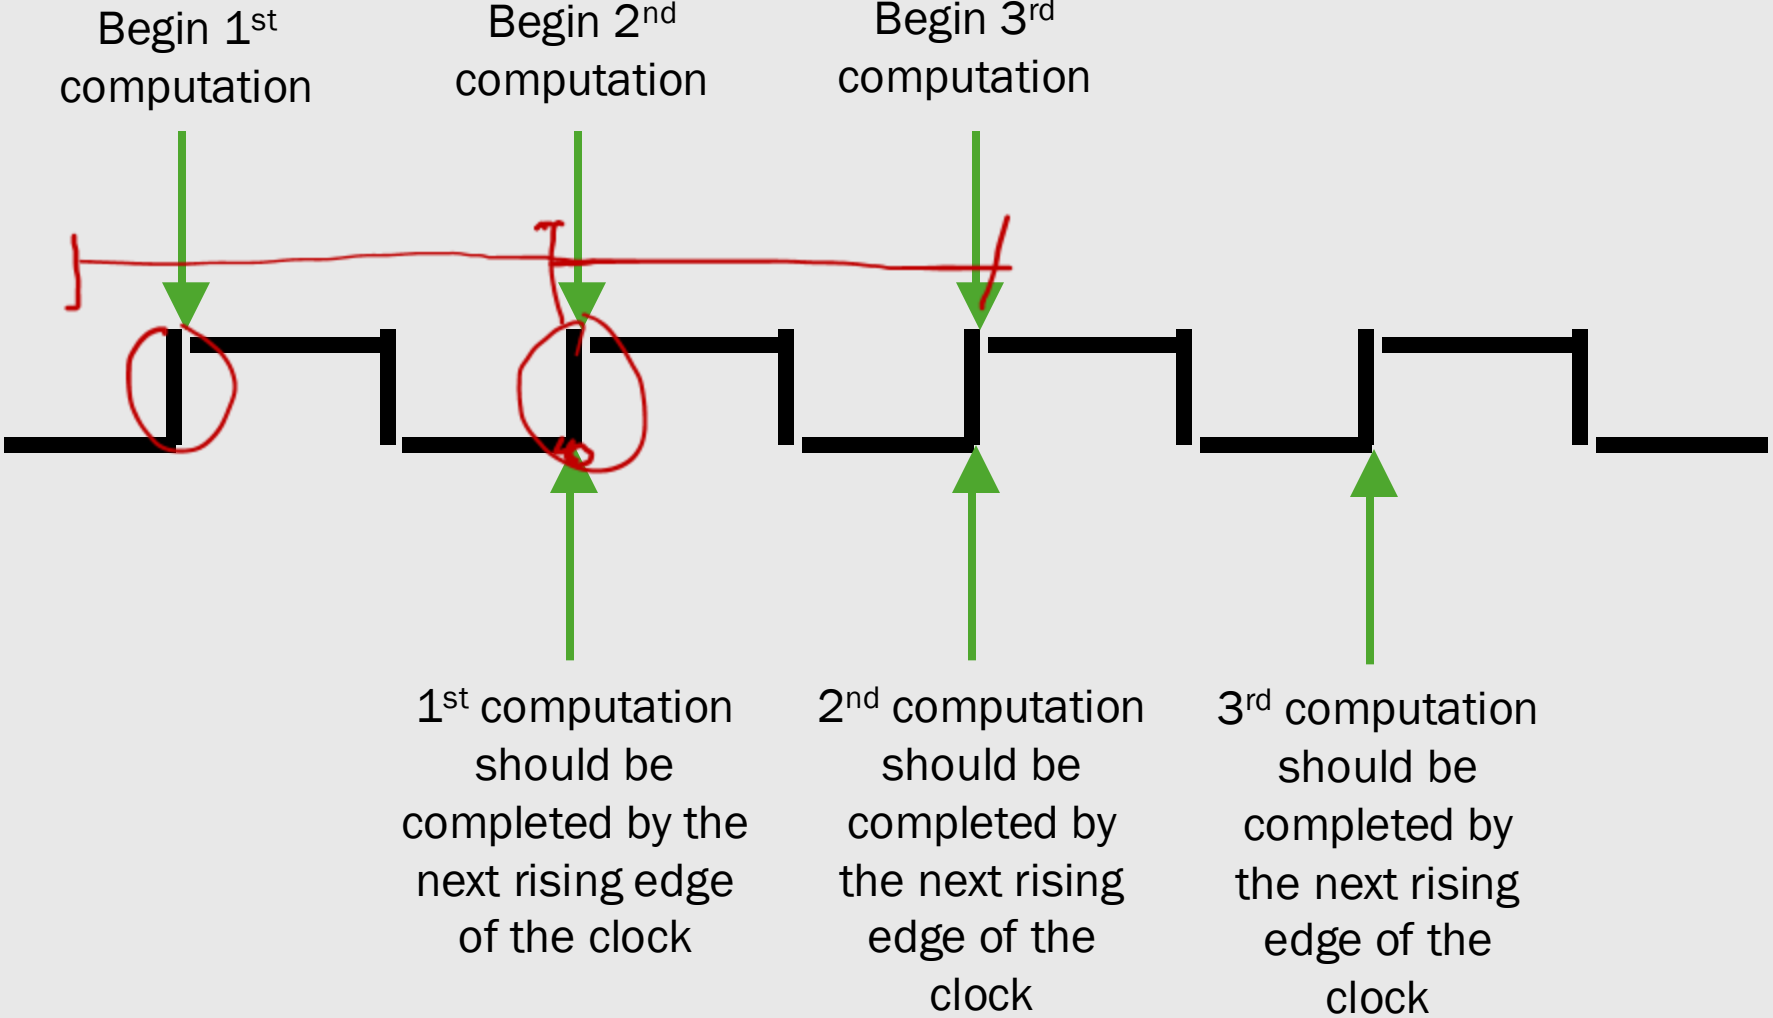 Begin 1st
computation
Begin 2nd
computation
Begin 3rd
computation
1st computation
should be
completed by the
next rising edge
of the clock
2nd computation
should be
completed by
the next rising
edge of the
clock
3rd computation
should be
completed by
the next rising
edge of the
clock